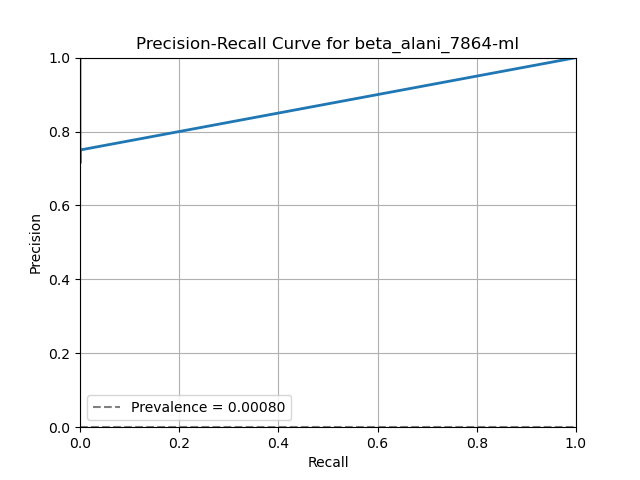 Precision-Recall Curve for beta_alani_7864-ml
1.0
0.8
0.6
0.4
0.2
0.0
Precision
Prevalence = 0.00080
0.0 0.2 0.4 0.6 0.8 1.0
Recall